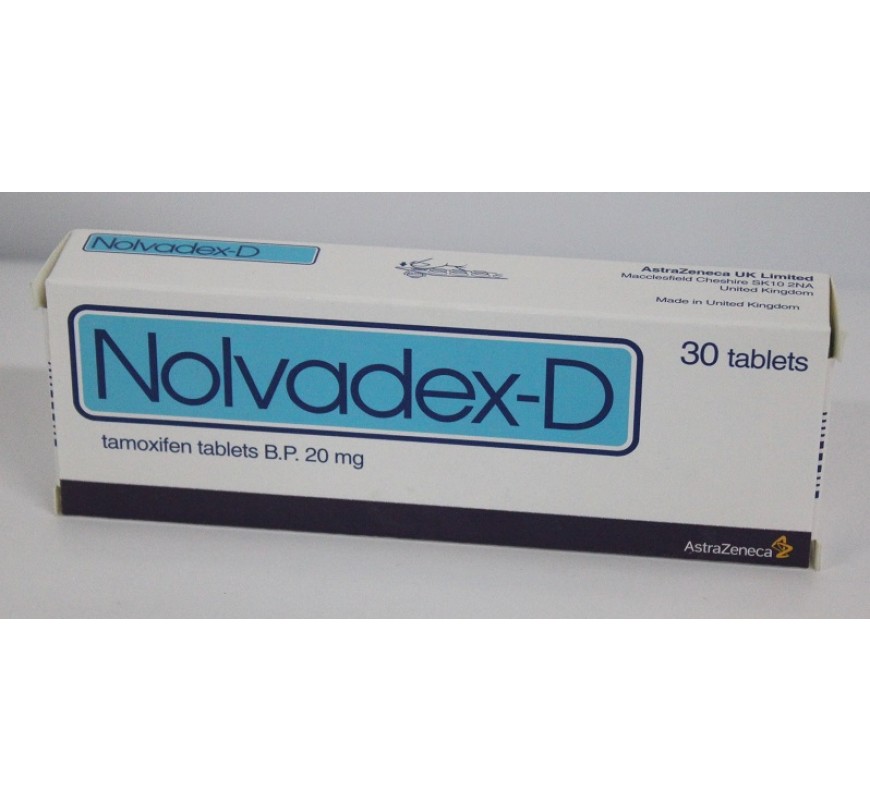 Nolvadex-D
AstraZeneca UK Limited
Macclesfield Cheshire SK10 2NA
United Kingdom
Made in United Kingdom
Nolvadex-D
30 tablets
tamoxifen tablets B.P. 20 mg
AstraZeneca